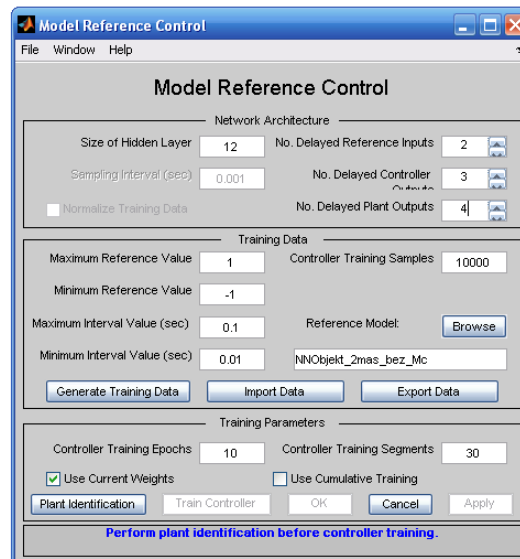 Model Reference Control
File Window Help
Model Reference Control
Network Architecture
Size of Hidden Layer 12 No. Delayed Reference Inputs 2
Sampling Interval (sec) 0.001 No. Delayed Controller 3
Normalize Training Data No. Delayed Plant Outputs 4
Training Data
Maximum Reference Value 1 Controller Training Samples 10000
Minimum Reference Value -1
Maximum Interval Value (sec) 0.1 Reference Model: Browse
Minimum Interval Value (sec) 0.01 NNObjekt_2mas_bez_Mc
Generate Training Data Import Data Export Data
Training Parameters
Controller Training Epochs 10 Controller Training Segments 30
Use Current Weights Use Cumulative Training
Plant Identification Train Controller OK Cancel Apply
Perform plant identification before controller training.